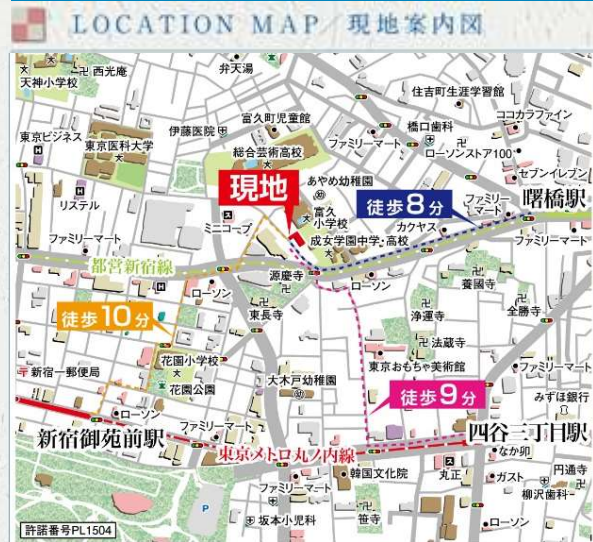 LOCATION MAP/現地案内図
天神小学校
西光庵
弁天湯
住吉町生涯学習館
富久町児童館
ココカラファイン
東京ビジネス
東京医科大学
伊藤医院
橋口歯科
総合芸術高校
ファミリーマート
ローソンストア100
セブンイレブン
リステル
現地
あやめ幼稚園
徒歩8分
ファミリーマート
曙橋駅
富久小学校
ミニコープ
カクヤス
ファミリーマート
成女学園中学・高校
ファミリーマート
都営新宿線
源慶寺
ローソン
養國寺
ローソン
東長寺
浄運寺
全勝寺
徒歩10分
法蔵寺
花園小学校
東京おもちゃ美術館
新宿一郵便局
花園公園
大木戸幼稚園
ファミリーマート
徒歩9分
みずほ銀行
ローソン
新宿御苑前駅
ファミリーマート
四谷三丁目駅
東京メトロ丸ノ内線
なか卯
韓国文化院
丸正
ガスト
円通寺
ファミリーマート
柳沢歯科
P
坂本小児科
笹寺
ローソン
許諾番号PL1504